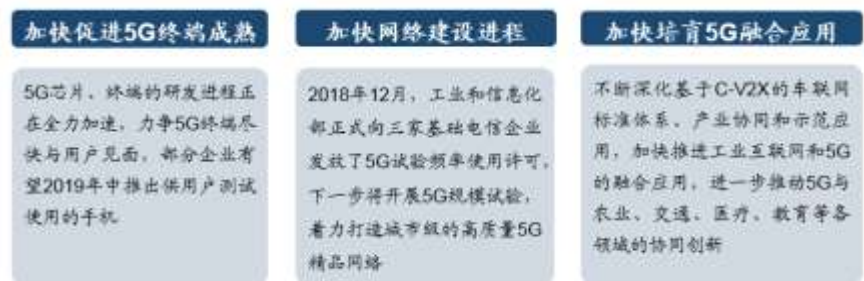 加快促进5G终端成熟
5G芯片、终端的研发进程正
在全力加速，力争5G终端尽
快与用户见面，部分企业有
望2019年中推出供用户测试
使用的手机
加快网络建设进程
2018年12月，工业和信息化
部正式向三家基础电信企业
发放了5G试验频率使用许可，
下一步将开展5G规模试验，
着力打造城市级的高质量5G
精品网络
加快培育5G融合应用
不断深化基于C-V2X的车联网
标准体系、产业协同和示范应
用，加快推进工业互联网和5G
的融合应用，进一步推动5G与
农业、交通、医疗、教育等各
领域的协同创新